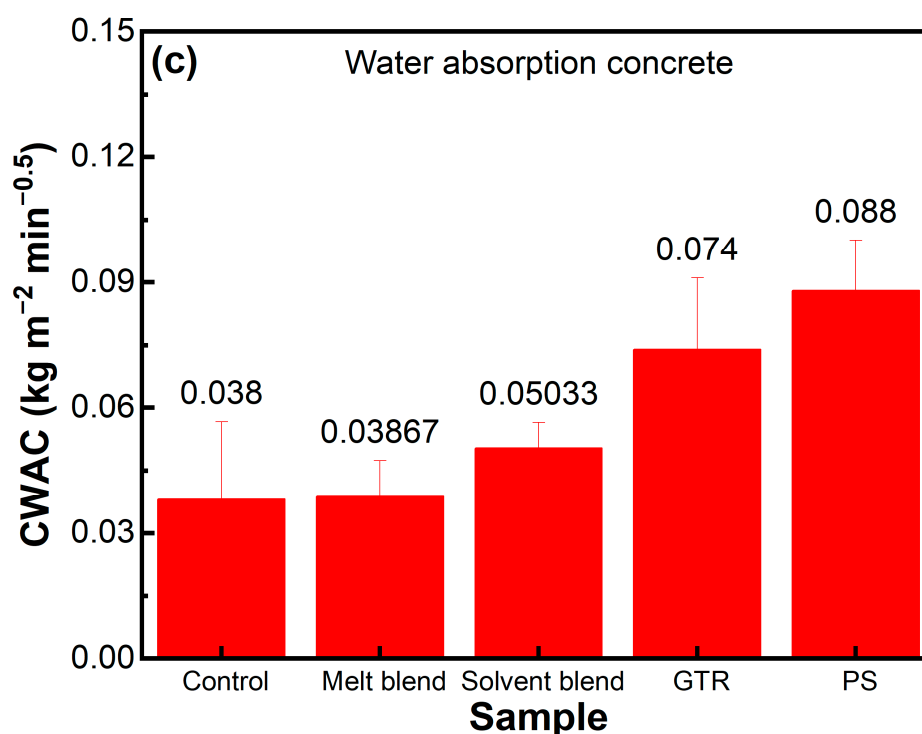 (c) Water absorption concrete
CWAC (kg m⁻² min⁻⁰·⁵)
0.15
0.12
0.09
0.06
0.03
0.00
0.038
0.03867
0.05033
0.074
0.088
Control Melt blend Solvent blend GTR PS
Sample